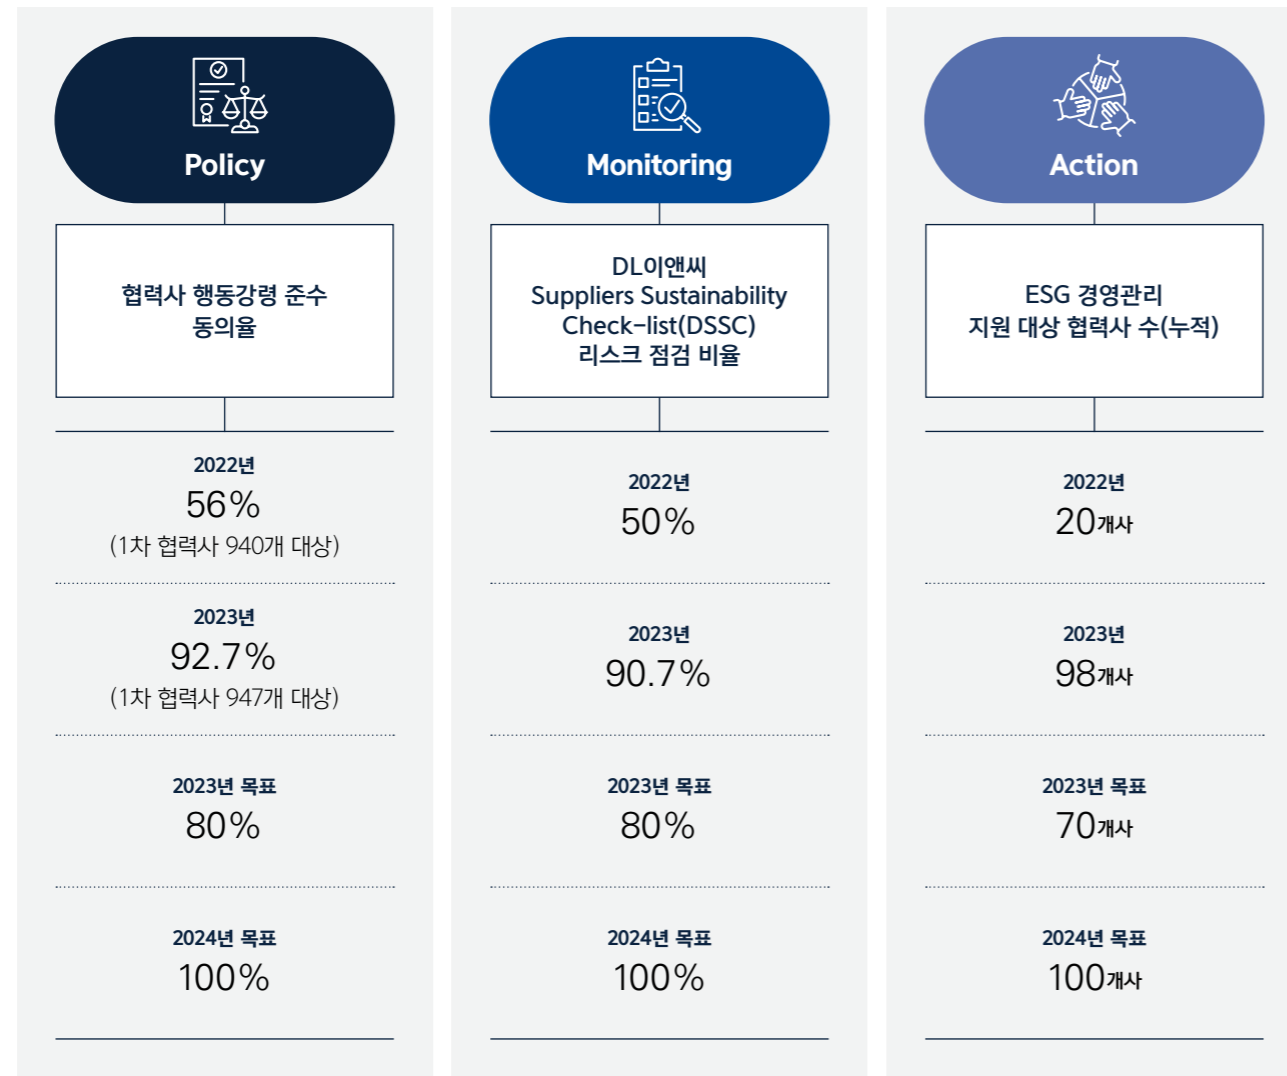 Policy
협력사 행동강령 준수
동의율
2022년
56%
(1차 협력사 940개 대상)
2023년
92.7%
(1차 협력사 947개 대상)
2023년 목표
80%
2024년 목표
100%
Monitoring
DL이앤씨
Suppliers Sustainability
Check-list(DSSC)
리스크 점검 비율
2022년
50%
2023년
90.7%
2023년 목표
80%
2024년 목표
100%
Action
ESG 경영관리
지원 대상 협력사 수(누적)
2022년
20개사
2023년
98개사
2023년 목표
70개사
2024년 목표
100개사